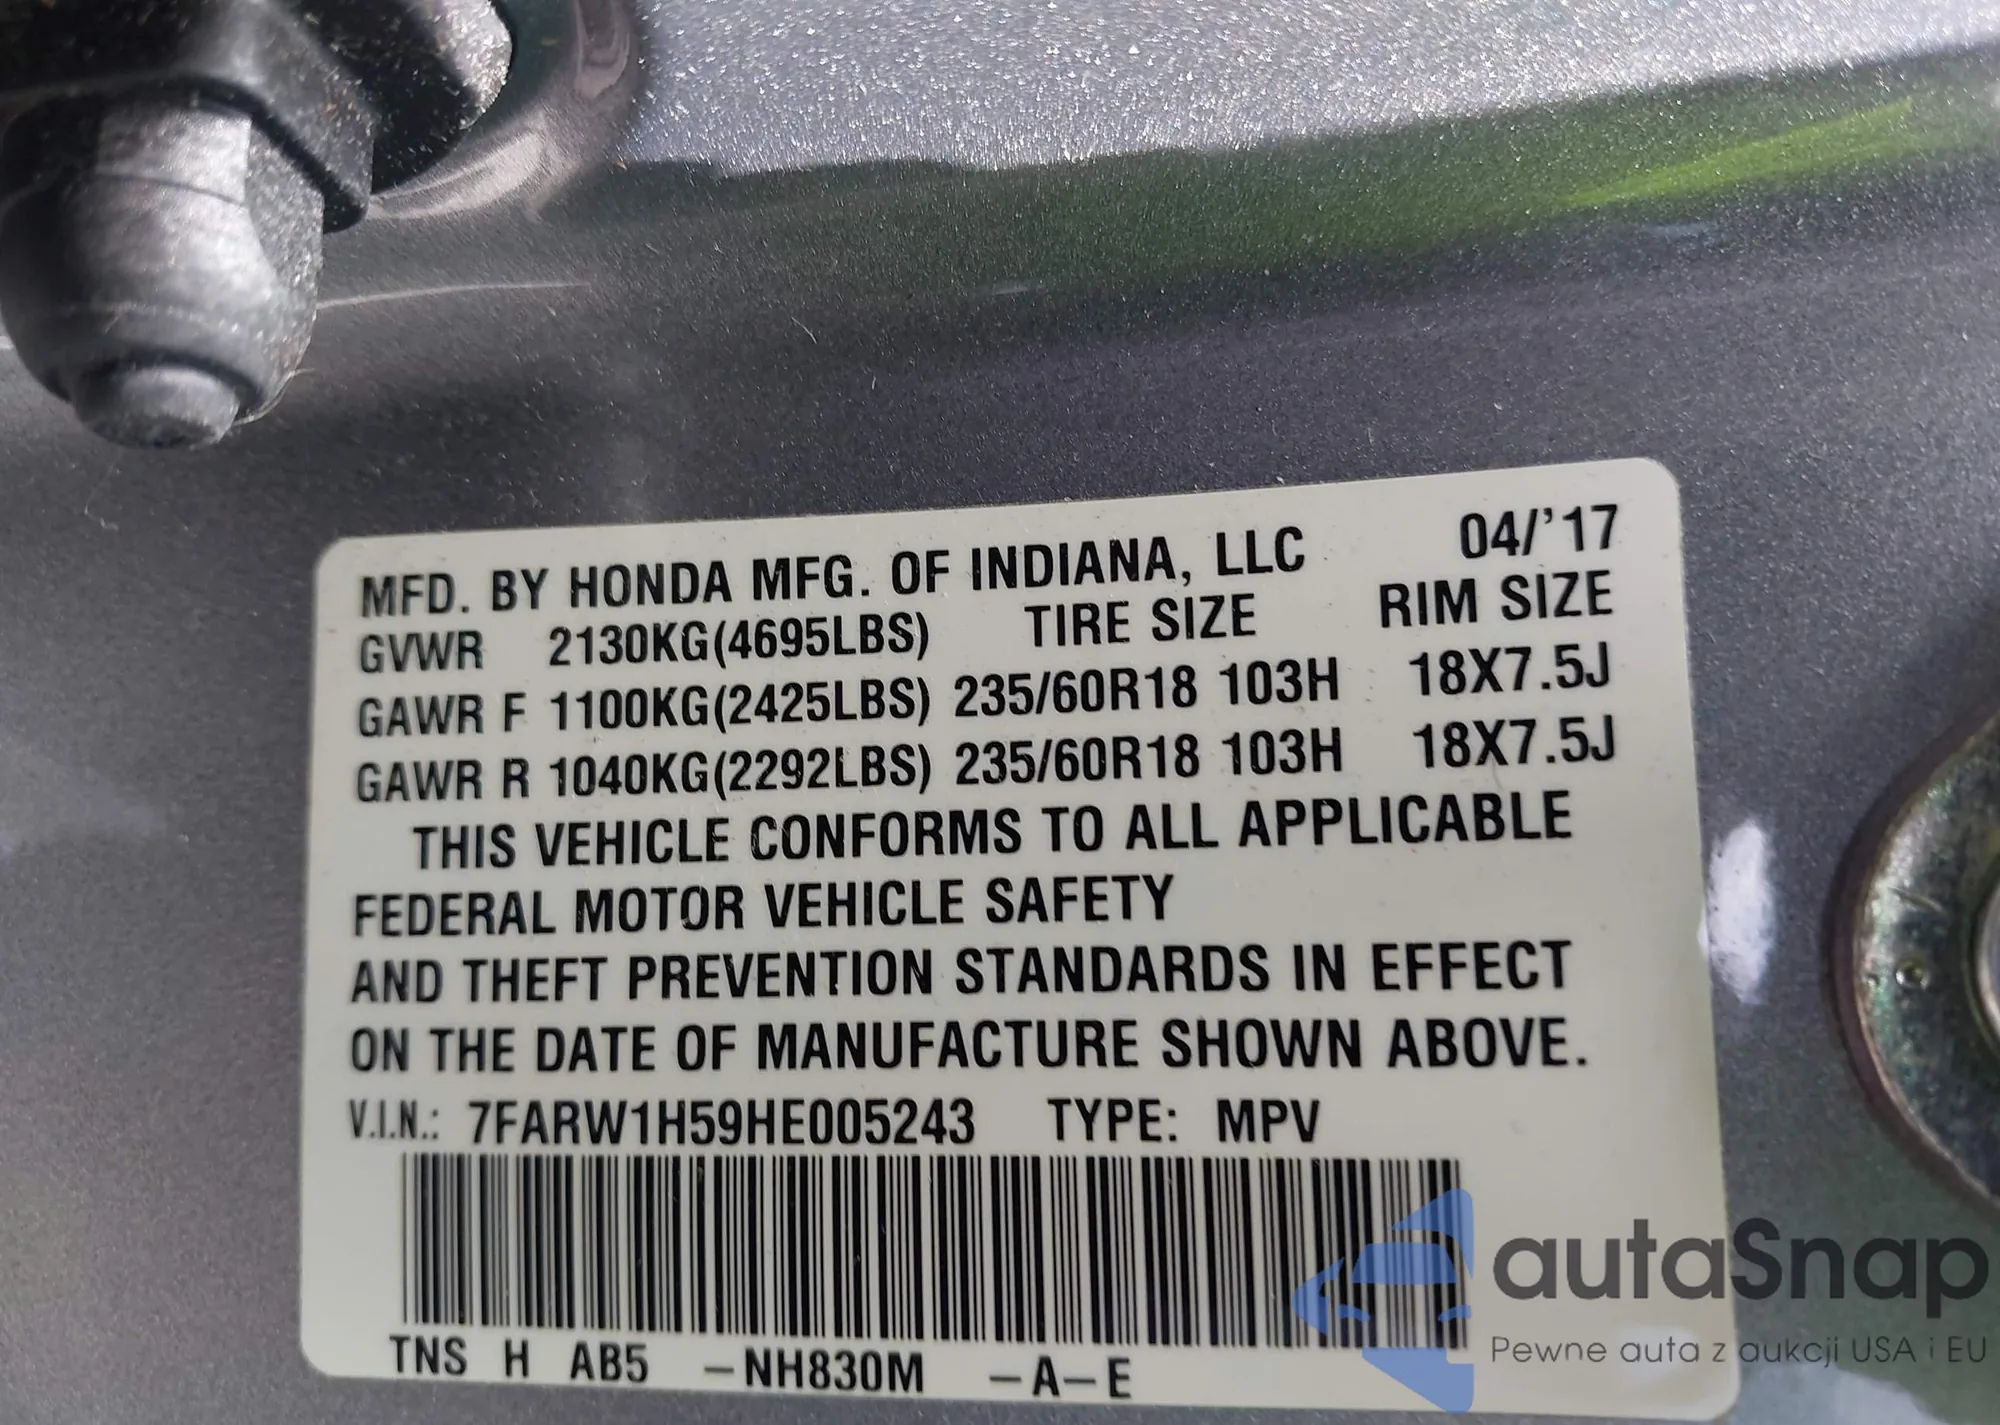 MFD. BY HONDA MFG. OF INDIANA, LLC 04/'17
GVWR 2130KG(4695LBS) TIRE SIZE RIM SIZE
GAWR F 1100KG(2425LBS) 235/60R18 103H 18X7.5J
GAWR R 1040KG(2292LBS) 235/60R18 103H 18X7.5J
THIS VEHICLE CONFORMS TO ALL APPLICABLE
FEDERAL MOTOR VEHICLE SAFETY
AND THEFT PREVENTION STANDARDS IN EFFECT
ON THE DATE OF MANUFACTURE SHOWN ABOVE.
V.I.N.: 7FARW1H59HE005243 TYPE: MPV
TNS H AB5 -NH830M -A-E
autaSnap
Pewne auta z aukcji USA i EU